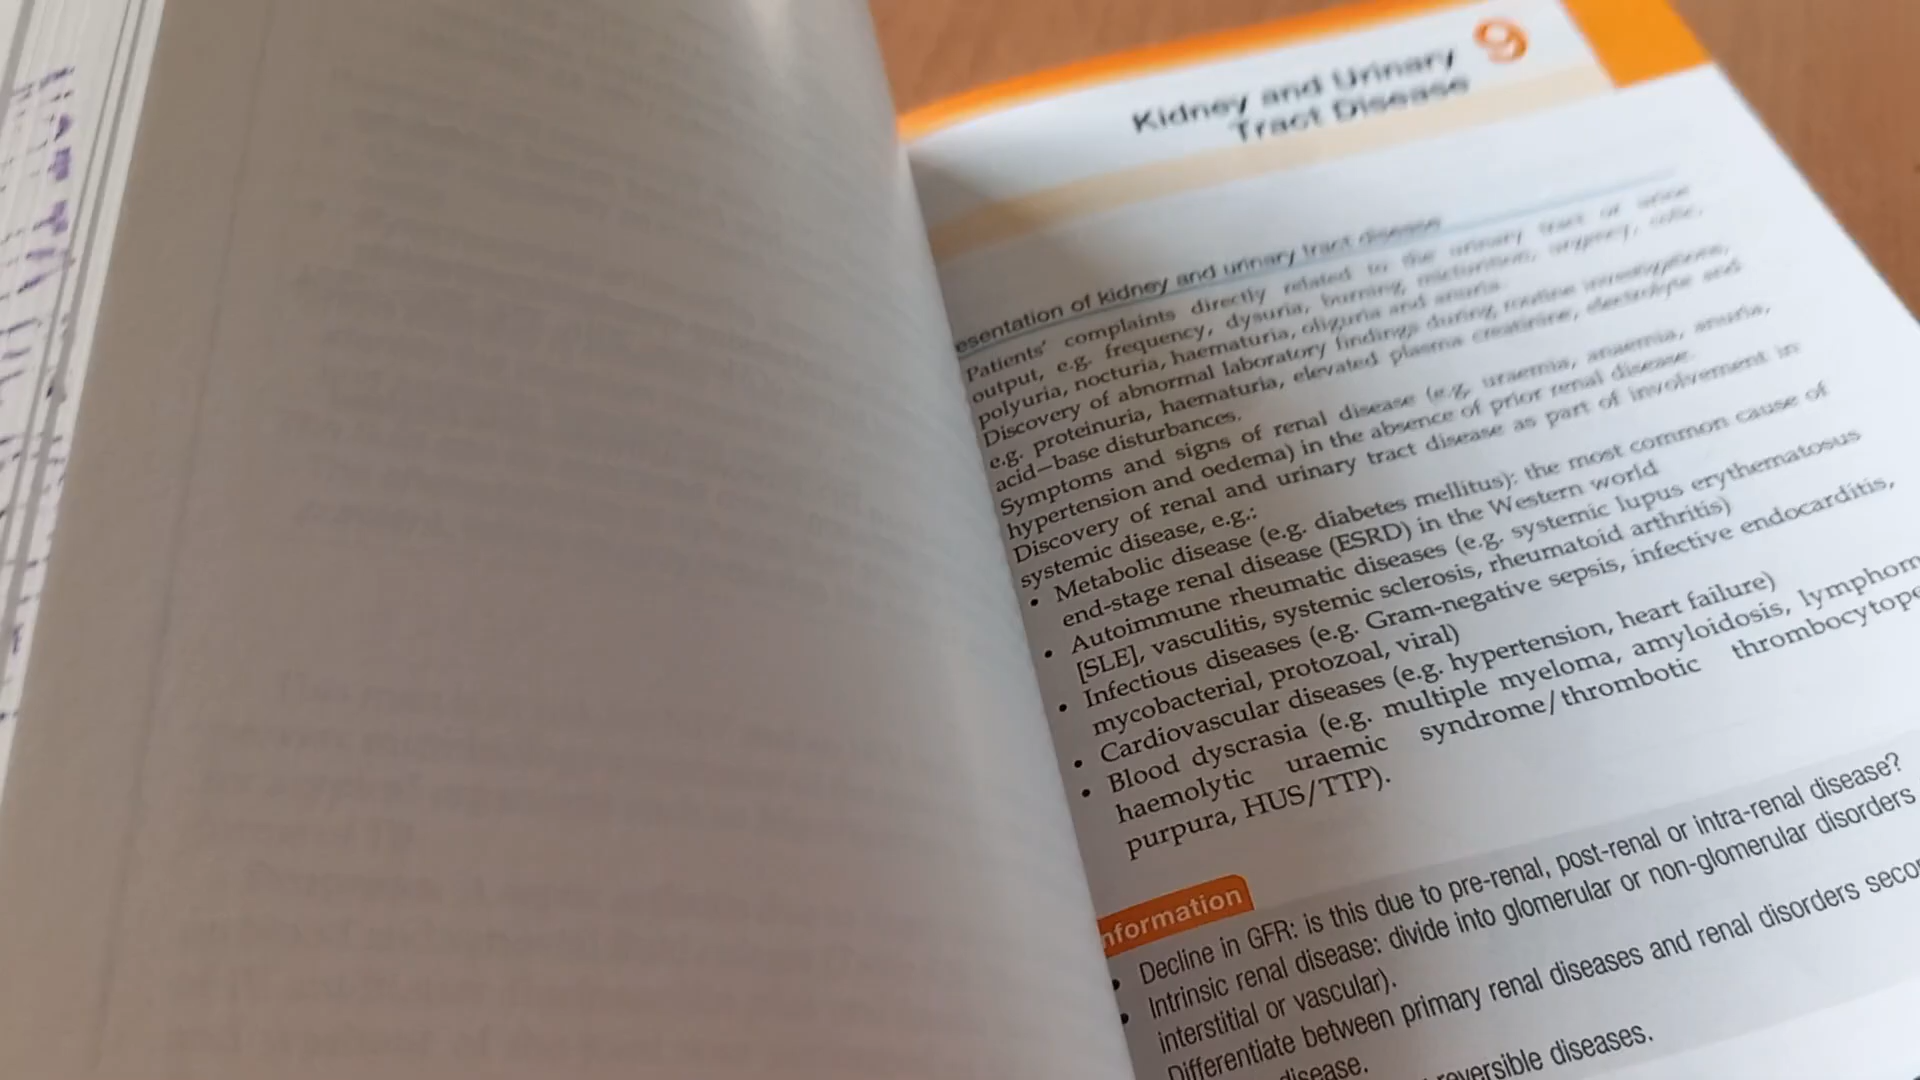 9
Kidney and Urinary
Tract Disease
esentation of kidney and urinary tract disease
Patients' complaints directly related to the urinary tract or urine
output, e.g. frequency, dysuria, burning, micturition, urgency, colic,
polyuria, nocturia, haematuria, oliguria and anuria.
Discovery of abnormal laboratory findings during routine investigations,
e.g. proteinuria, haematuria, elevated plasma creatinine, electrolyte and
acid–base disturbances.
Symptoms and signs of renal disease (e.g. uraemia, anaemia, anuria,
hypertension and oedema) in the absence of prior renal disease.
Discovery of renal and urinary tract disease as part of involvement in
systemic disease, e.g.:
• Metabolic disease (e.g. diabetes mellitus): the most common cause of
end-stage renal disease (ESRD) in the Western world
• Autoimmune rheumatic diseases (e.g. systemic lupus erythematosus
[SLE], vasculitis, systemic sclerosis, rheumatoid arthritis)
• Infectious diseases (e.g. Gram-negative sepsis, infective endocarditis,
mycobacterial, protozoal, viral)
• Cardiovascular diseases (e.g. hypertension, heart failure)
• Blood dyscrasia (e.g. multiple myeloma, amyloidosis, lymphom
haemolytic uraemic syndrome/thrombotic thrombocytope
purpura, HUS/TTP).
nformation
• Decline in GFR: is this due to pre-renal, post-renal or intra-renal disease?
• Intrinsic renal disease: divide into glomerular or non-glomerular disorders
interstitial or vascular).
Differentiate between primary renal diseases and renal disorders secon
disease.
reversible diseases.